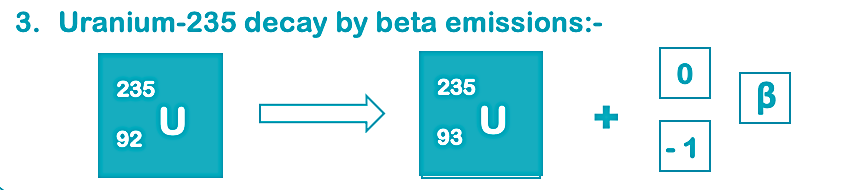 3. Uranium-235 decay by beta emissions:-
235
92 U
235
93 U
+
0
-1
β